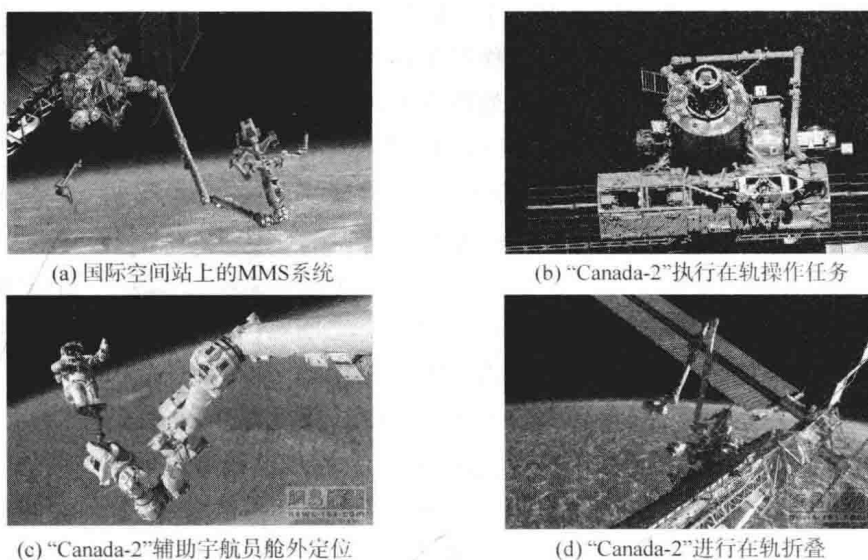 (a) 国际空间站上的MMS系统
(b) “Canada-2”执行在轨操作任务
(c) “Canada-2”辅助宇航员舱外定位
(d) “Canada-2”进行在轨折叠